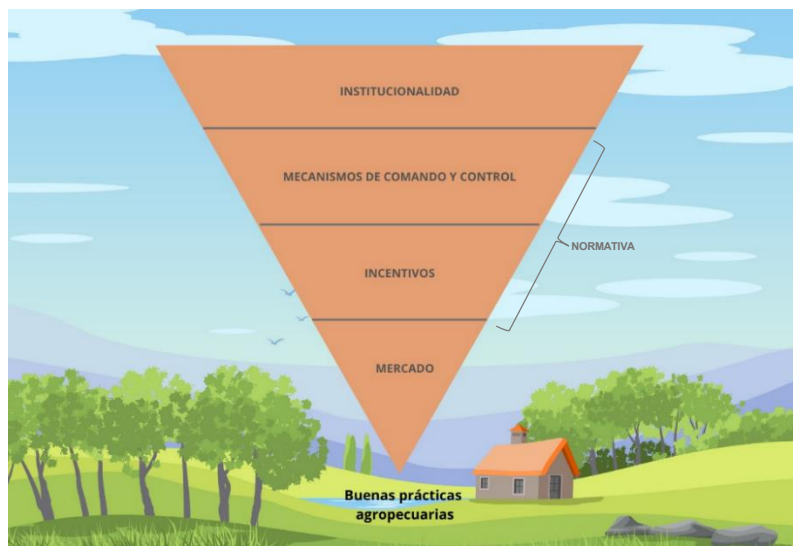 INSTITUCIONALIDAD
MECANISMOS DE COMANDO Y CONTROL
NORMATIVA
INCENTIVOS
MERCADO
Buenas prácticas
agropecuarias